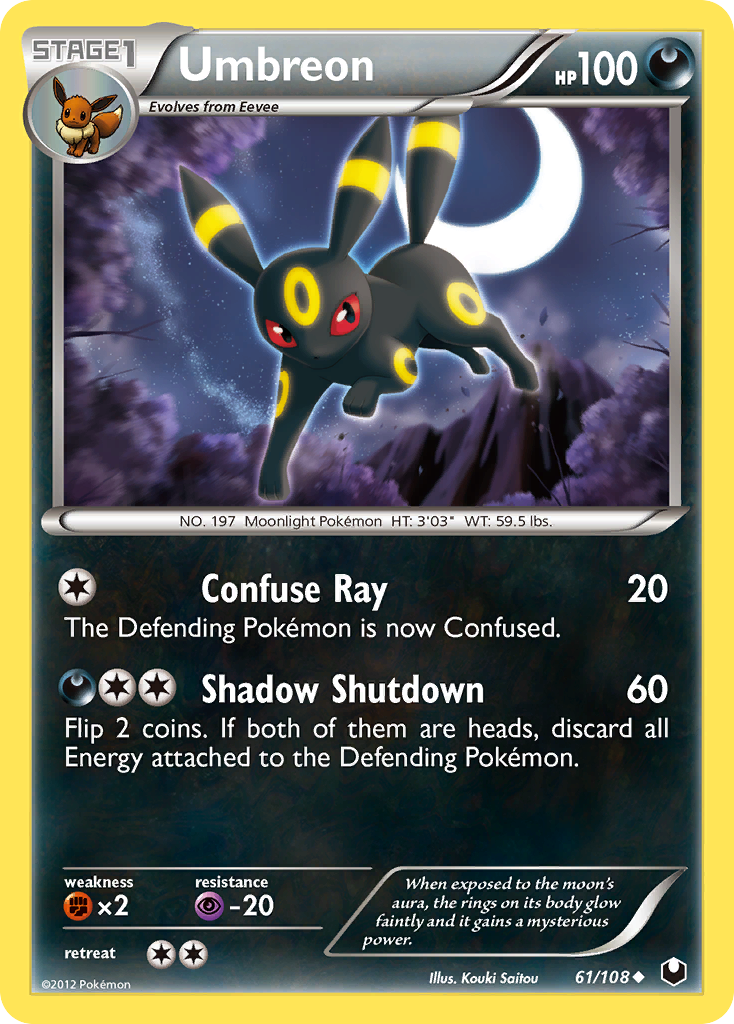 STAGE1
Umbreon
HP100
Evolves from Eevee
NO. 197 Moonlight Pokémon HT: 3'03" WT: 59.5 lbs.
Confuse Ray 20
The Defending Pokémon is now Confused.
Shadow Shutdown 60
Flip 2 coins. If both of them are heads, discard all
Energy attached to the Defending Pokémon.
weakness
×2
resistance
-20
retreat
When exposed to the moon's
aura, the rings on its body glow
faintly and it gains a mysterious
power.
©2012 Pokémon
Illus. Kouki Saitou
61/108